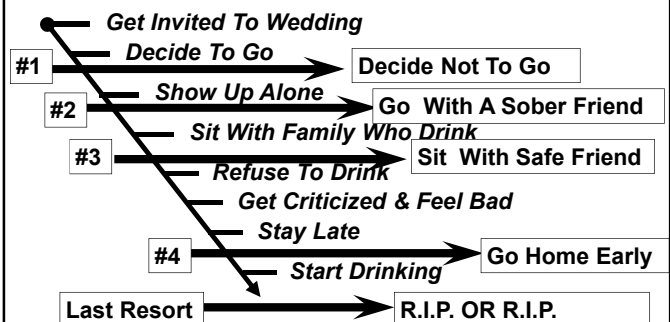 Get Invited To Wedding
Decide To Go
#1
Decide Not To Go
Show Up Alone
#2
Go With A Sober Friend
Sit With Family Who Drink
#3
Sit With Safe Friend
Refuse To Drink
Get Criticized & Feel Bad
Stay Late
#4
Go Home Early
Start Drinking
Last Resort
R.I.P. OR R.I.P.